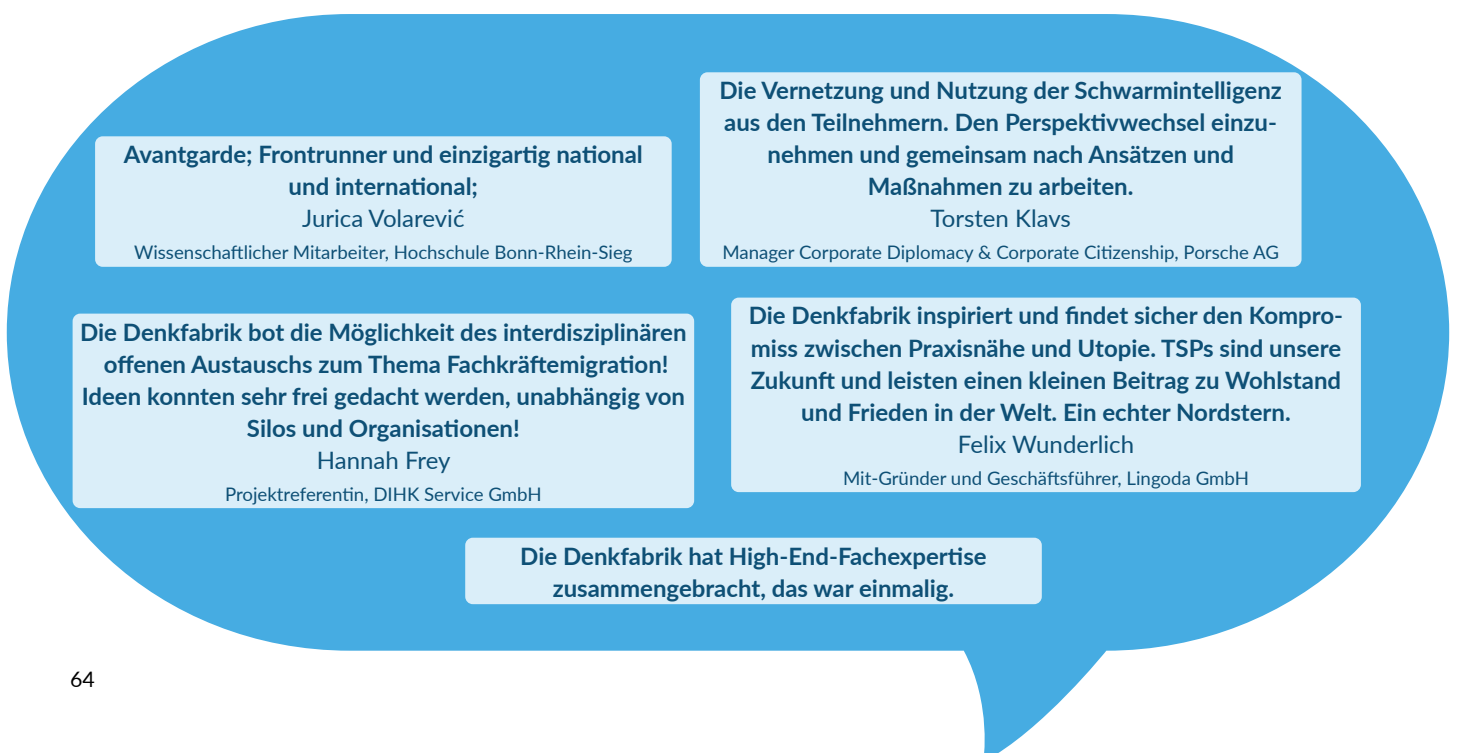 Avantgarde; Frontrunner und einzigartig national
und international;
Jurica Volarević
Wissenschaftlicher Mitarbeiter, Hochschule Bonn-Rhein-Sieg
Die Vernetzung und Nutzung der Schwarmintelligenz
aus den Teilnehmern. Den Perspektivwechsel einzu-
nehmen und gemeinsam nach Ansätzen und
Maßnahmen zu arbeiten.
Torsten Klavs
Manager Corporate Diplomacy & Corporate Citizenship, Porsche AG
Die Denkfabrik bot die Möglichkeit des interdisziplinären
offenen Austauschs zum Thema Fachkräftemigration!
Ideen konnten sehr frei gedacht werden, unabhängig von
Silos und Organisationen!
Hannah Frey
Projektreferentin, DIHK Service GmbH
Die Denkfabrik inspiriert und findet sicher den Kompro-
miss zwischen Praxisnähe und Utopie. TSPs sind unsere
Zukunft und leisten einen kleinen Beitrag zu Wohlstand
und Frieden in der Welt. Ein echter Nordstern.
Felix Wunderlich
Mit-Gründer und Geschäftsführer, Lingoda GmbH
Die Denkfabrik hat High-End-Fachexpertise
zusammengebracht, das war einmalig.
64